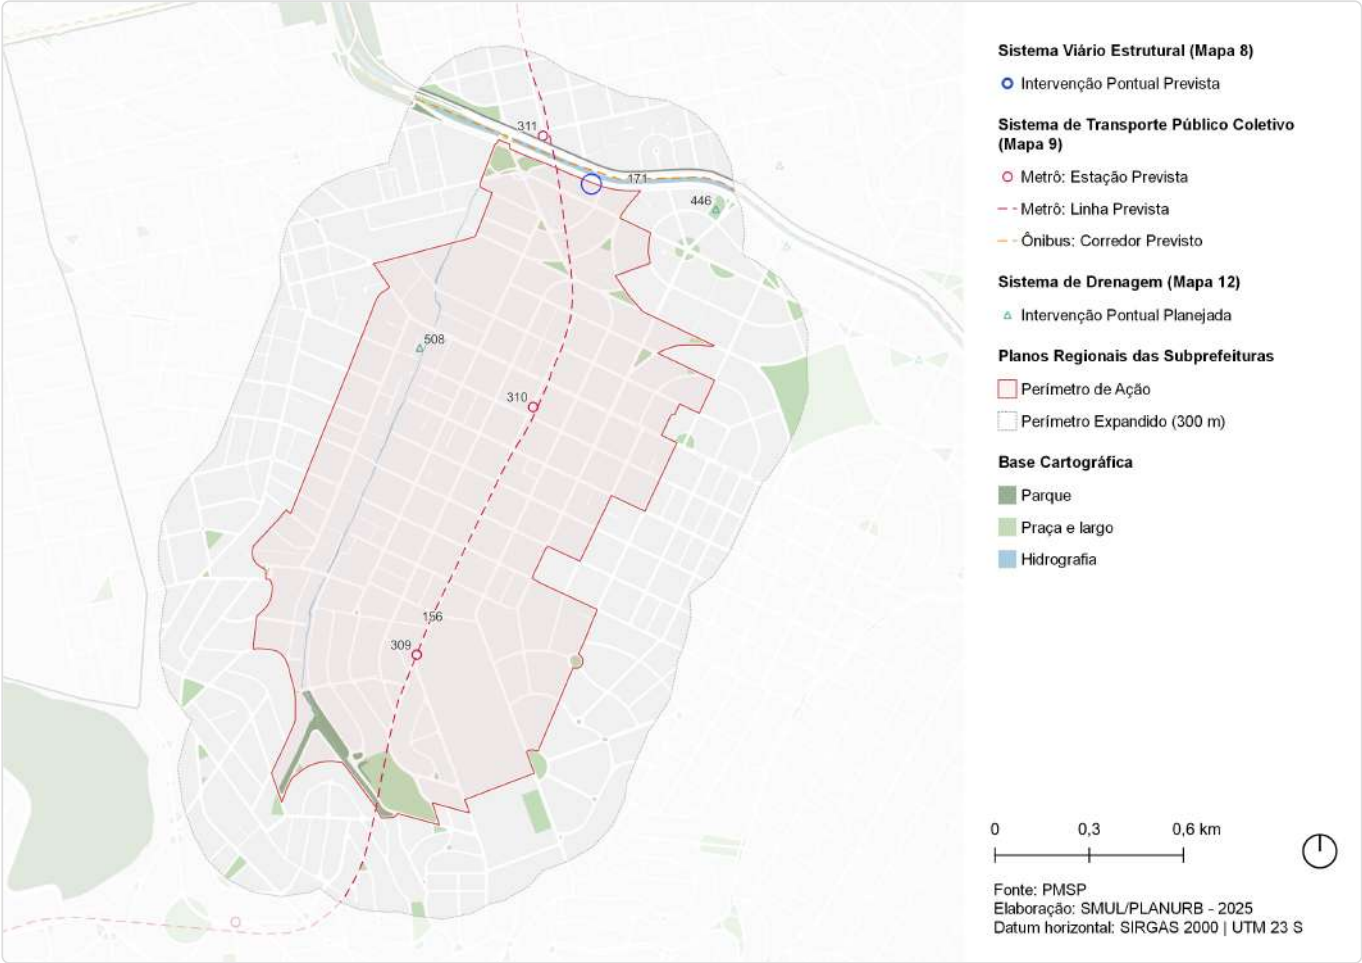 311
171
446
508
310
156
309
Sistema Viário Estrutural (Mapa 8)
Intervenção Pontual Prevista
Sistema de Transporte Público Coletivo
(Mapa 9)
Metrô: Estação Prevista
Metrô: Linha Prevista
Ônibus: Corredor Previsto
Sistema de Drenagem (Mapa 12)
Intervenção Pontual Planejada
Planos Regionais das Subprefeituras
Perímetro de Ação
Perímetro Expandido (300 m)
Base Cartográfica
Parque
Praça e largo
Hidrografia
0 0,3 0,6 km
Fonte: PMSP
Elaboração: SMUL/PLANURB - 2025
Datum horizontal: SIRGAS 2000 | UTM 23 S